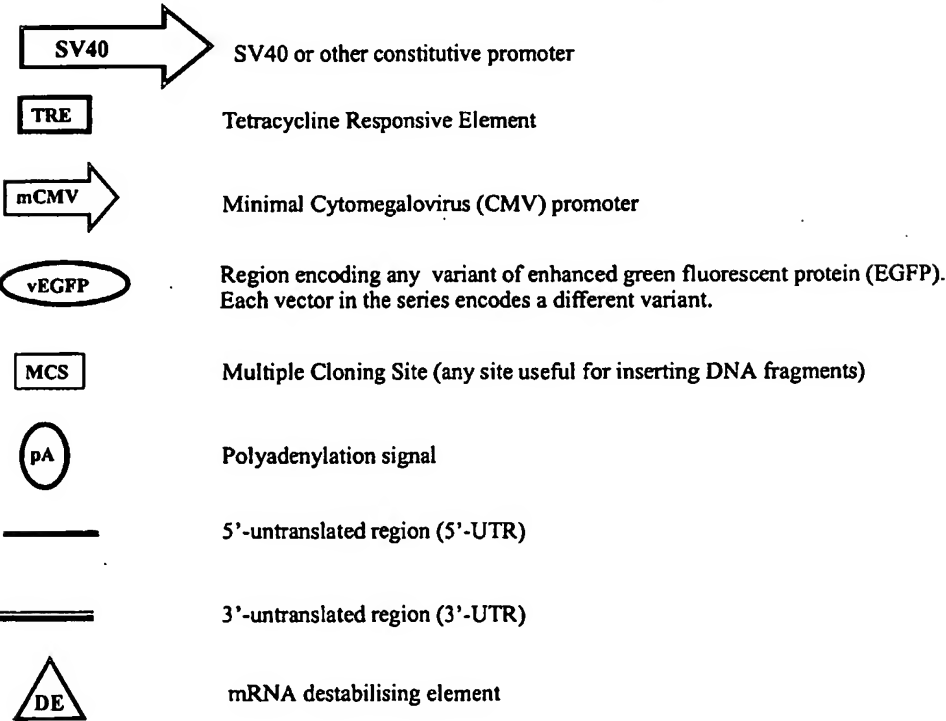 SV40 SV40 or other constitutive promoter
TRE Tetracycline Responsive Element
mCMV Minimal Cytomegalovirus (CMV) promoter
vEGFP Region encoding any variant of enhanced green fluorescent protein (EGFP).
Each vector in the series encodes a different variant.
MCS Multiple Cloning Site (any site useful for inserting DNA fragments)
pA Polyadenylation signal
5'-untranslated region (5'-UTR)
3'-untranslated region (3'-UTR)
DE mRNA destabilising element